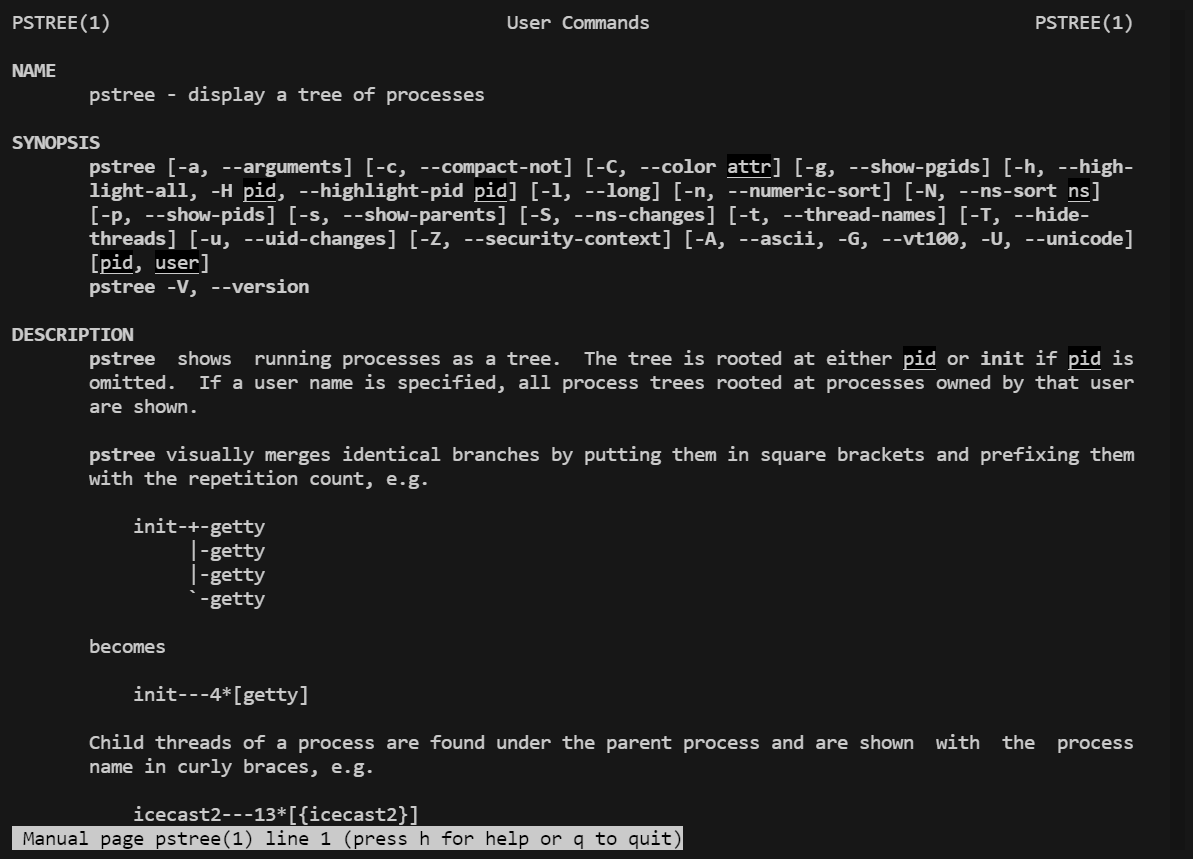 PSTREE(1)                                    User Commands                                   PSTREE(1)
NAME
pstree - display a tree of processes
SYNOPSIS
pstree [-a, --arguments] [-c, --compact-not] [-C, --color attr] [-g, --show-pgids] [-h, --high-
light-all, -H pid, --highlight-pid pid] [-l, --long] [-n, --numeric-sort] [-N, --ns-sort ns]
[-p, --show-pids] [-s, --show-parents] [-S, --ns-changes] [-t, --thread-names] [-T, --hide-
threads] [-u, --uid-changes] [-Z, --security-context] [-A, --ascii, -G, --vt100, -U, --unicode]
[pid, user]
pstree -V, --version
DESCRIPTION
pstree  shows  running processes as a tree.  The tree is rooted at either pid or init if pid is
omitted.  If a user name is specified, all process trees rooted at processes owned by that user
are shown.
pstree visually merges identical branches by putting them in square brackets and prefixing them
with the repetition count, e.g.
init-+-getty
|-getty
|-getty
`-getty
becomes
init---4*[getty]
Child threads of a process are found under the parent process and are shown  with  the  process
name in curly braces, e.g.
icecast2---13*[{icecast2}]
Manual page pstree(1) line 1 (press h for help or q to quit)